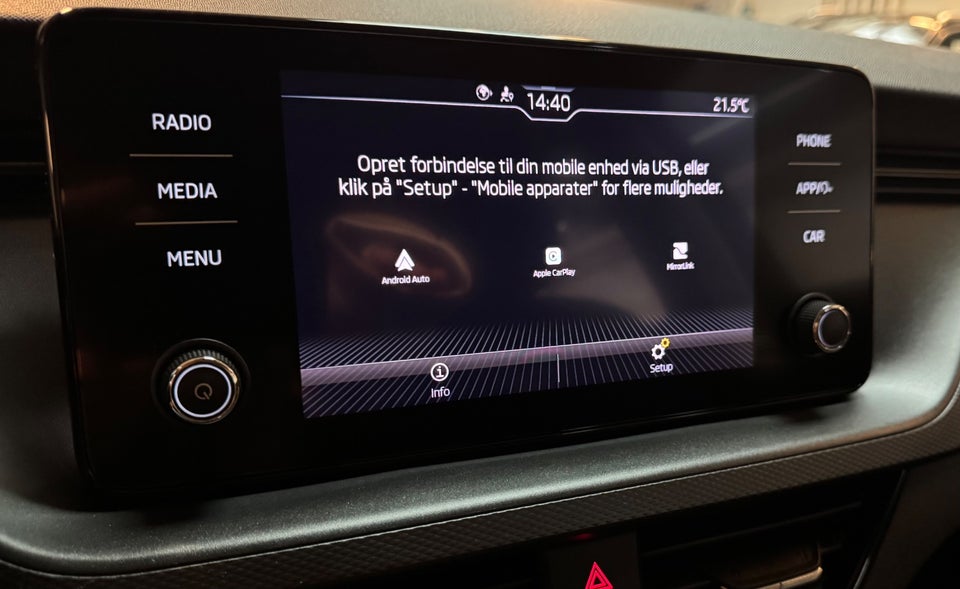 14:40
21.5°C
RADIO
MEDIA
MENU
Opret forbindelse til din mobile enhed via USB, eller
klik på "Setup" - "Mobile apparater" for flere muligheder.
Android Auto
Apple CarPlay
MirrorLink
Info
Setup
PHONE
APP/
CAR